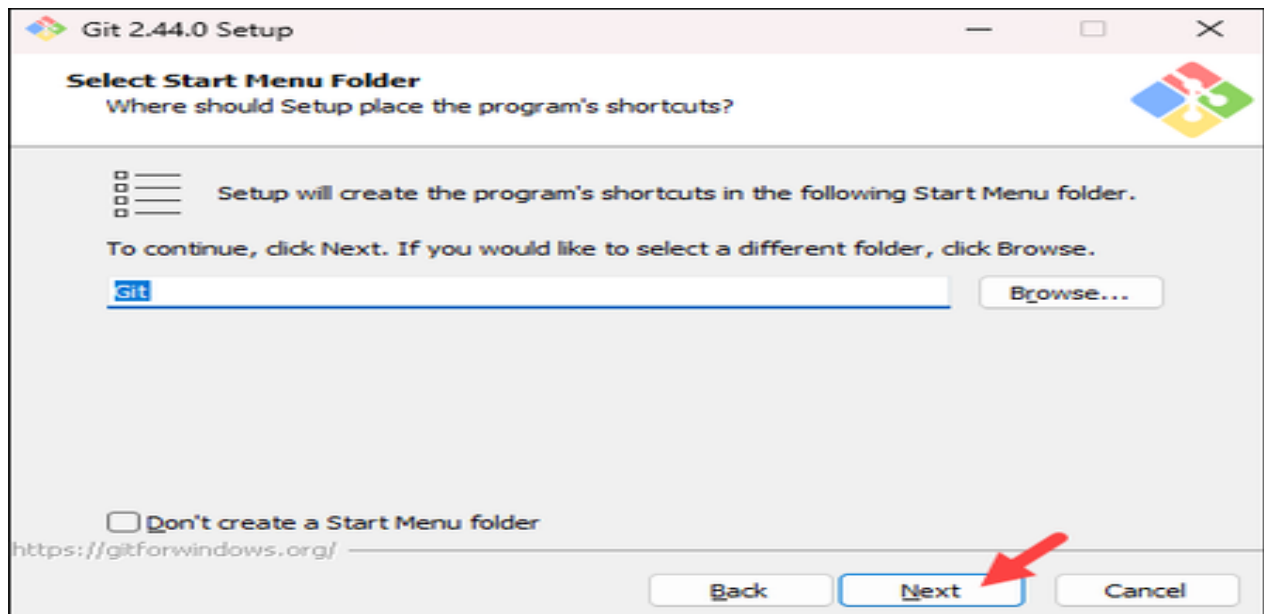 Git 2.44.0 Setup
Select Start Menu Folder
Where should Setup place the program's shortcuts?
Setup will create the program's shortcuts in the following Start Menu folder.
To continue, click Next. If you would like to select a different folder, click Browse.
Git
Browse...
Don't create a Start Menu folder
https://gitforwindows.org/
Back
Next
Cancel